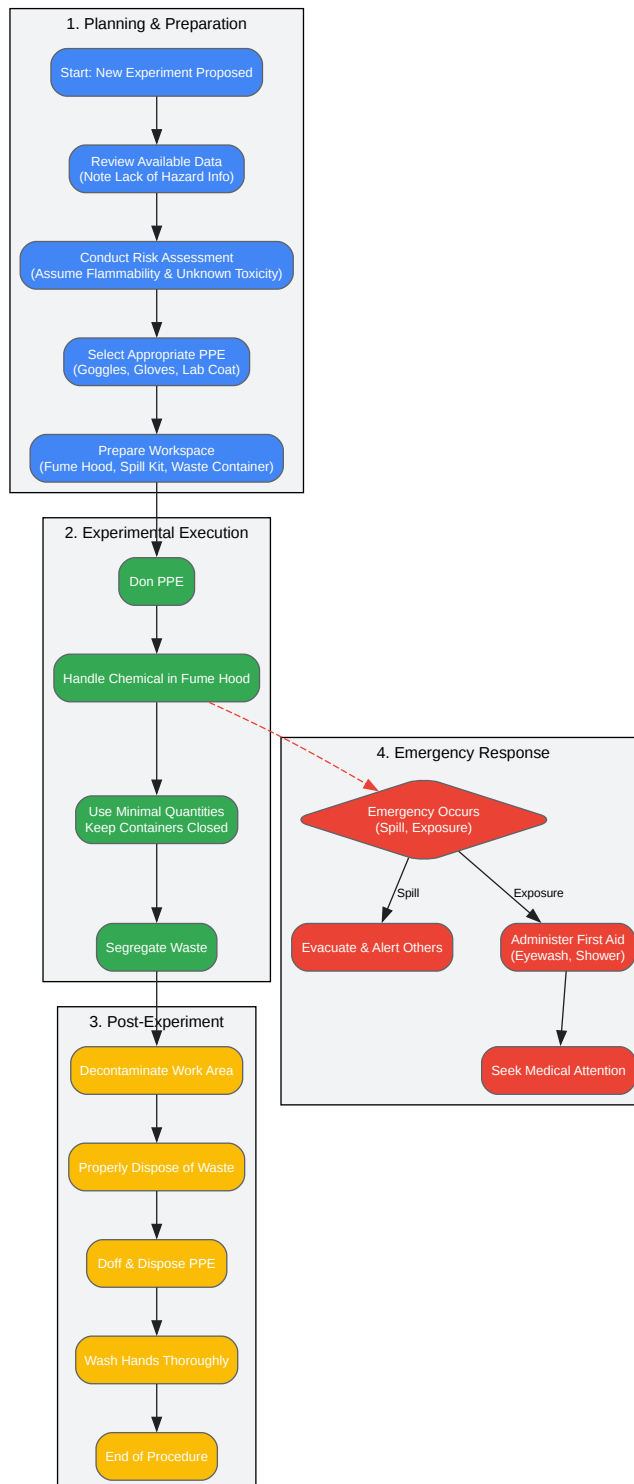 1. Planning & Preparation
Start: New Experiment Proposed
Review Available Data
(Note Lack of Hazard Info)
Conduct Risk Assessment
(Assume Flammability & Unknown Toxicity)
Select Appropriate PPE
(Goggles, Gloves, Lab Coat)
Prepare Workspace
(Fume Hood, Spill Kit, Waste Container)
2. Experimental Execution
Don PPE
Handle Chemical in Fume Hood
Use Minimal Quantities
Keep Containers Closed
Segregate Waste
4. Emergency Response
Emergency Occurs
(Spill, Exposure)
Spill
Exposure
Evacuate & Alert Others
Administer First Aid
(Eyewash, Shower)
Seek Medical Attention
3. Post-Experiment
Decontaminate Work Area
Properly Dispose of Waste
Doff & Dispose PPE
Wash Hands Thoroughly
End of Procedure